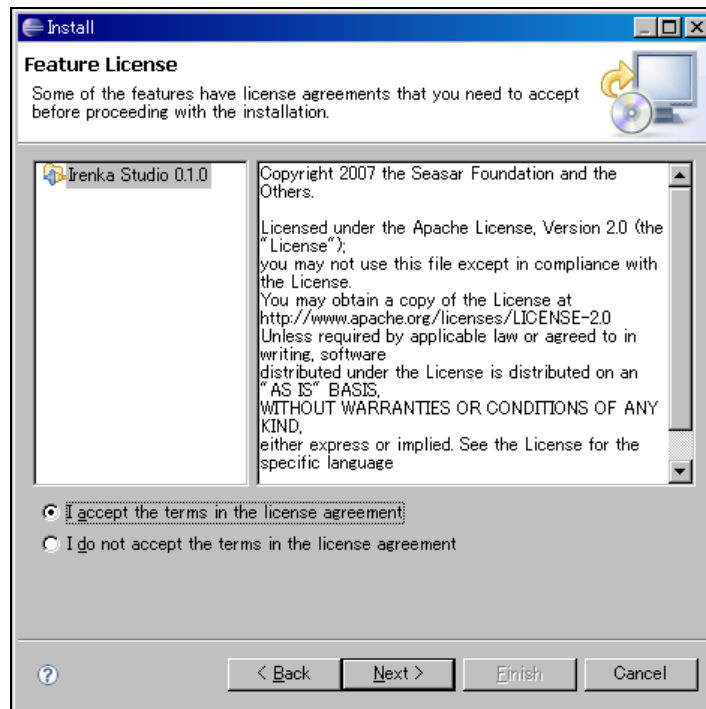 Install
Feature License
Some of the features have license agreements that you need to accept
before proceeding with the installation.
Irenka Studio 0.1.0
Copyright 2007 the Seasar Foundation and the
Others.
Licensed under the Apache License, Version 2.0 (the
"License");
you may not use this file except in compliance with
the License.
You may obtain a copy of the License at
http://www.apache.org/licenses/LICENSE-2.0
Unless required by applicable law or agreed to in
writing, software
distributed under the License is distributed on an
"AS IS" BASIS,
WITHOUT WARRANTIES OR CONDITIONS OF ANY
KIND,
either express or implied. See the License for the
specific language
I accept the terms in the license agreement
I do not accept the terms in the license agreement
?
< Back
Next >
Finish
Cancel